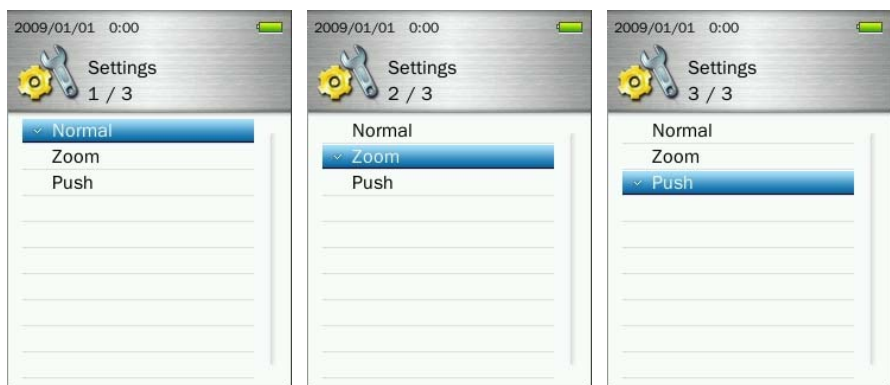 2009/01/01 0:00
Settings
1 / 3
Normal
Zoom
Push
2009/01/01 0:00
Settings
2 / 3
Normal
Zoom
Push
2009/01/01 0:00
Settings
3 / 3
Normal
Zoom
Push